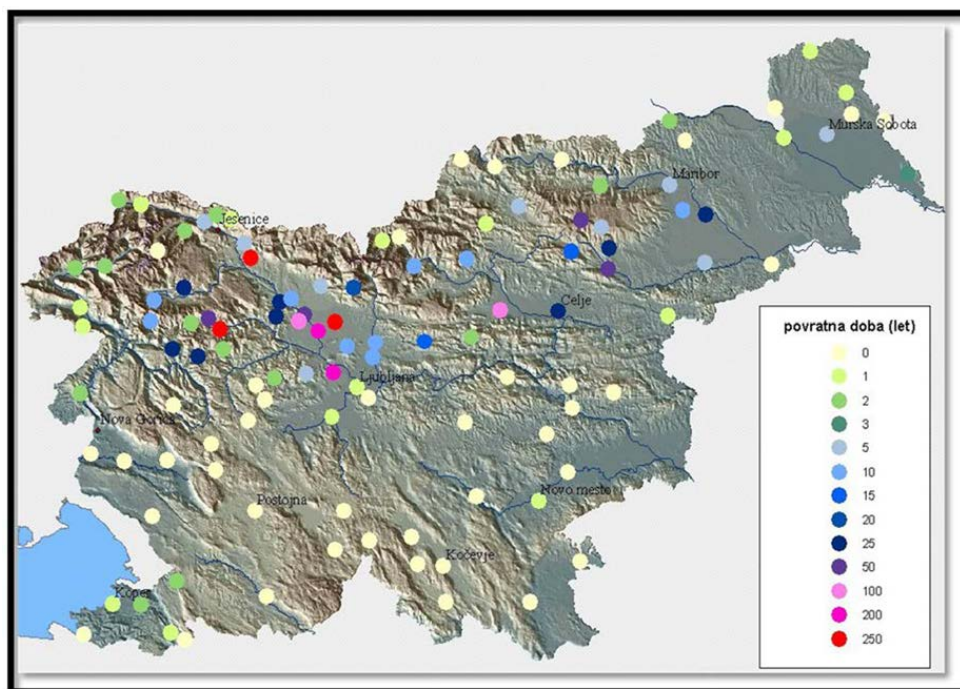 Murska Sobota
Maribor
Jesenice
Celje
Ljubljana
Nova Gorica
Novo mesto
Postojna
Kočevje
Koper
povratna doba (let)
0
1
2
3
5
10
15
20
25
50
100
200
250